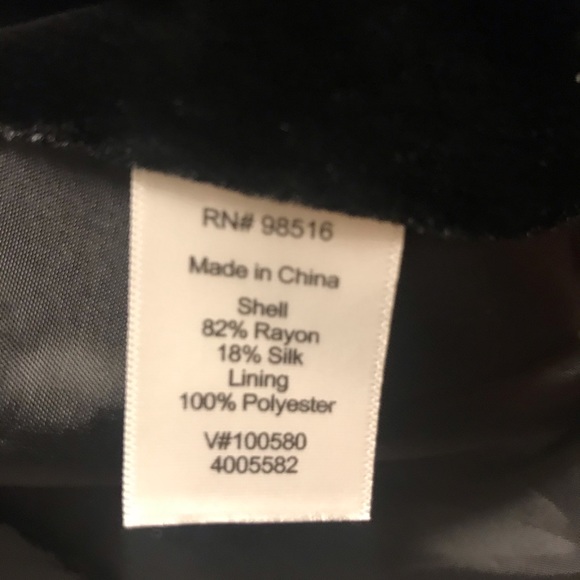 RN# 98516
Made in China
Shell
82% Rayon
18% Silk
Lining
100% Polyester
V#100580
4005582